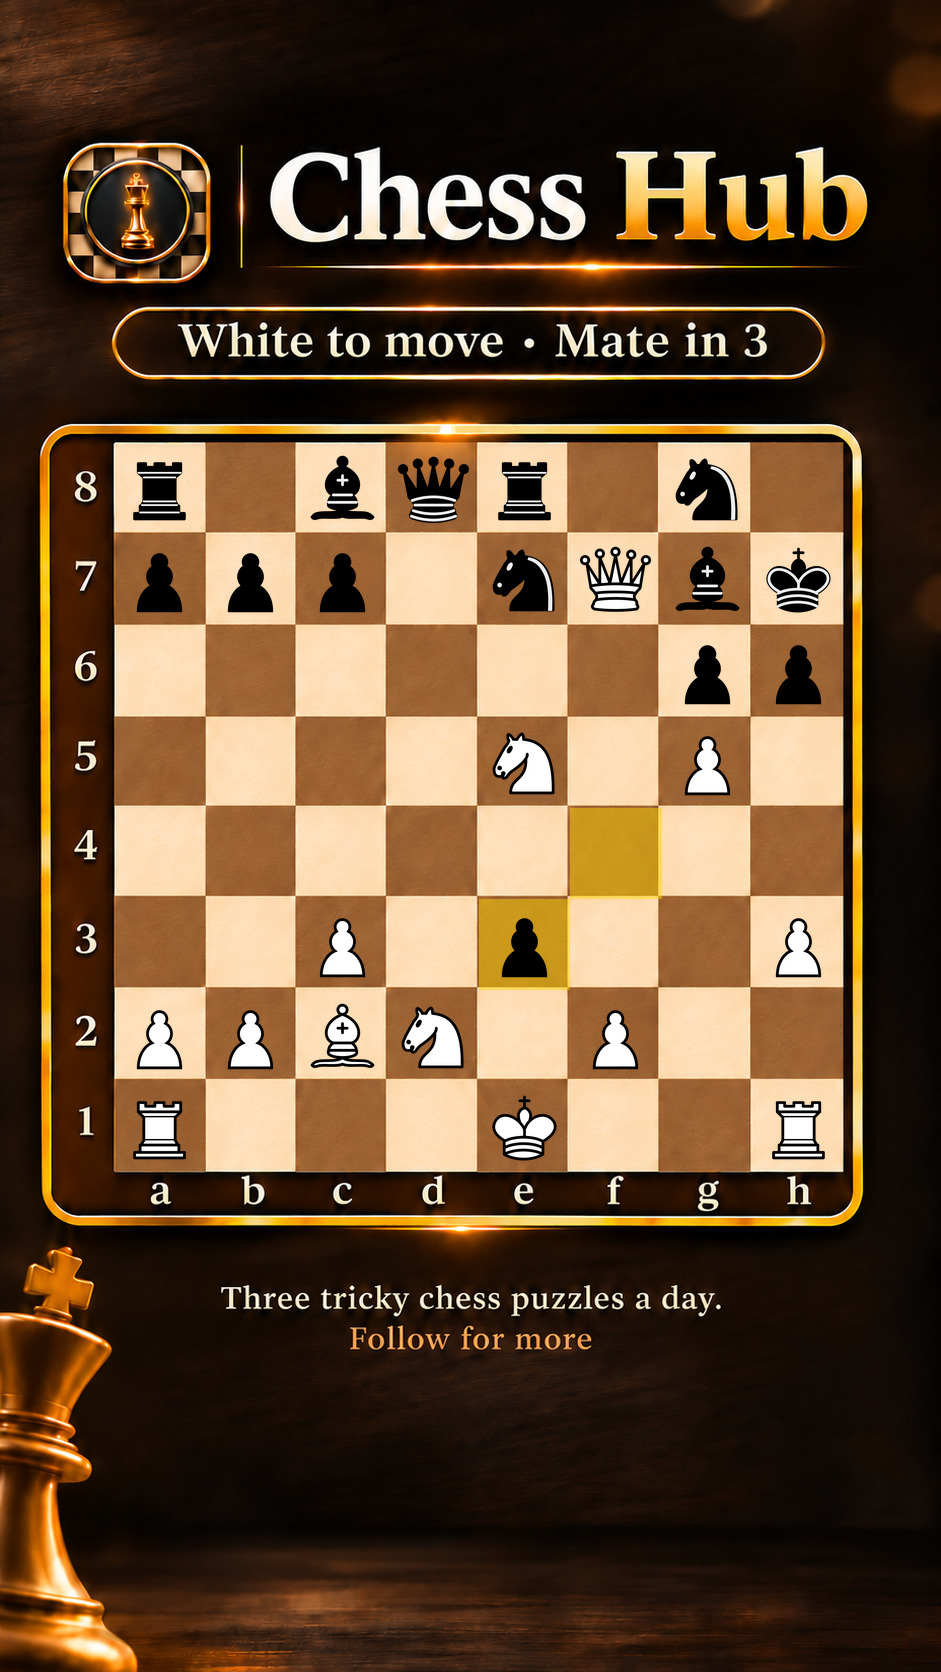 Chess Hub
White to move • Mate in 3
8
7
6
5
4
3
2
1
a b c d e f g h
Three tricky chess puzzles a day.
Follow for more